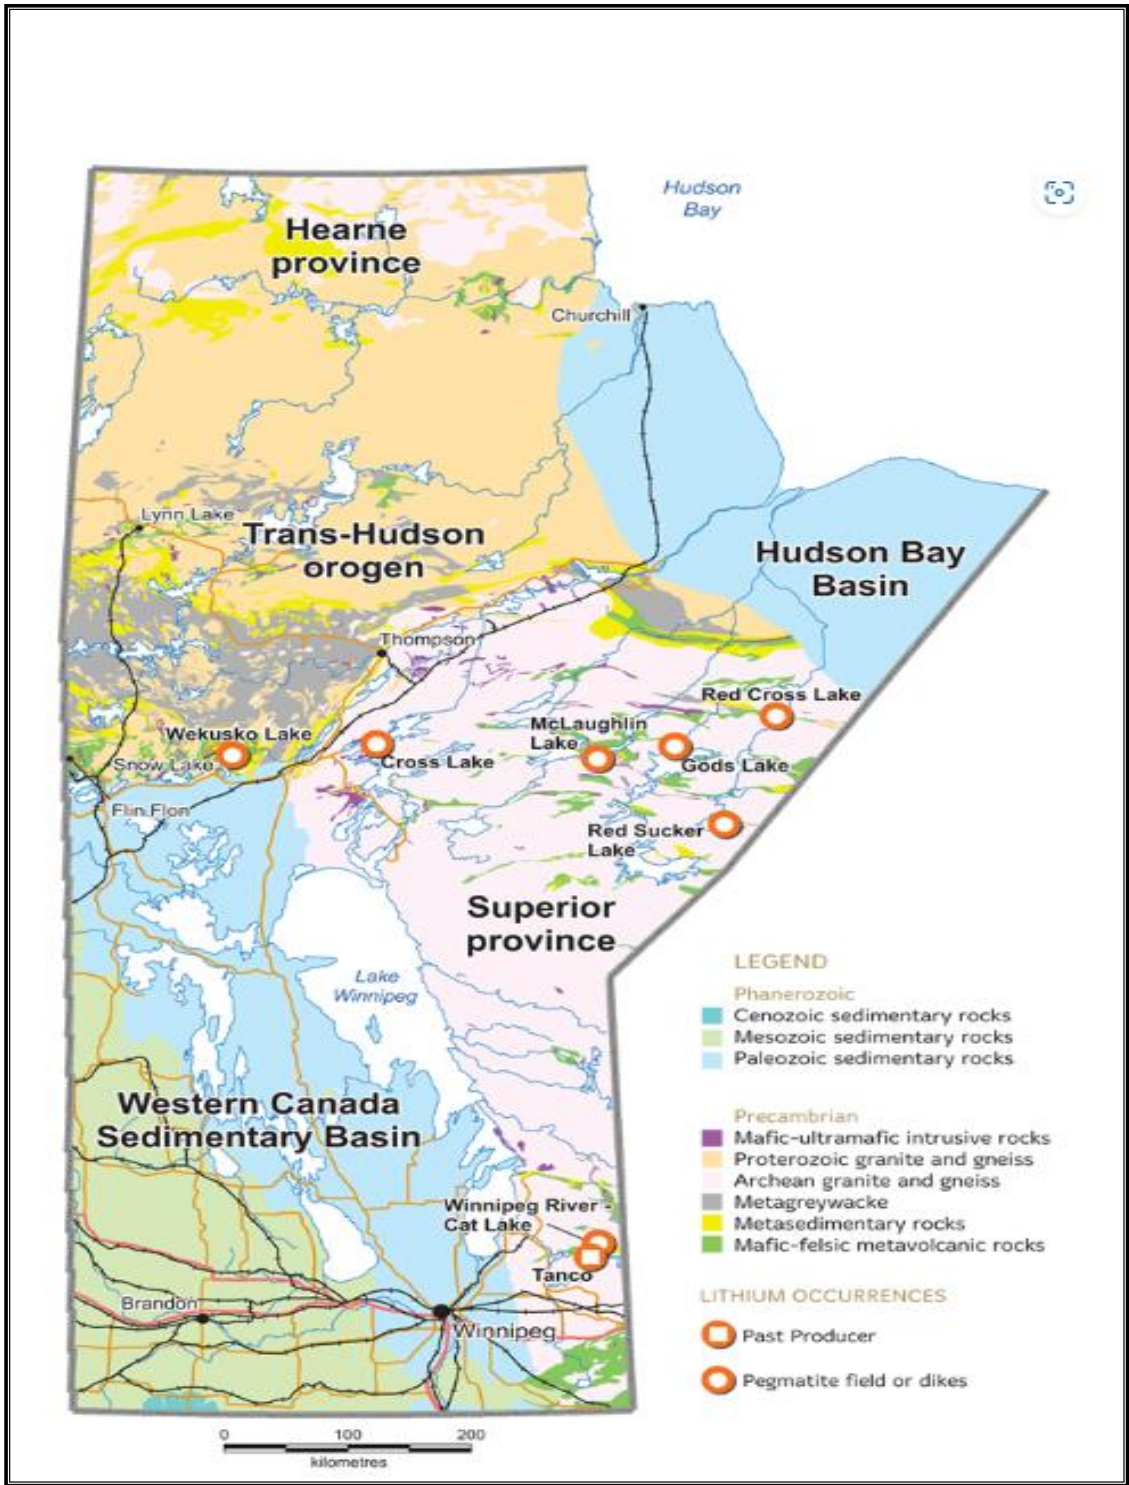 Hudson
Bay
Hearne
province
Churchill
Lynn Lake
Trans-Hudson
orogen
Hudson Bay
Basin
Thompson
Red Cross Lake
McLaughlin
Lake
Wekusko Lake
Cross Lake
Gods Lake
Snow Lake
Flin Flon
Red Sucker
Lake
Superior
province
Lake
Winnipeg
Western Canada
Sedimentary Basin
Winnipeg River -
Cat Lake
Tanco
Brandon
Winnipeg
LEGEND
Phanerozoic
Cenozoic sedimentary rocks
Mesozoic sedimentary rocks
Paleozoic sedimentary rocks
Precambrian
Mafic-ultramafic intrusive rocks
Proterozoic granite and gneiss
Archean granite and gneiss
Metagreywacke
Metasedimentary rocks
Mafic-felsic metavolcanic rocks
LITHIUM OCCURRENCES
Past Producer
Pegmatite field or dikes
0 100 200
kilometres